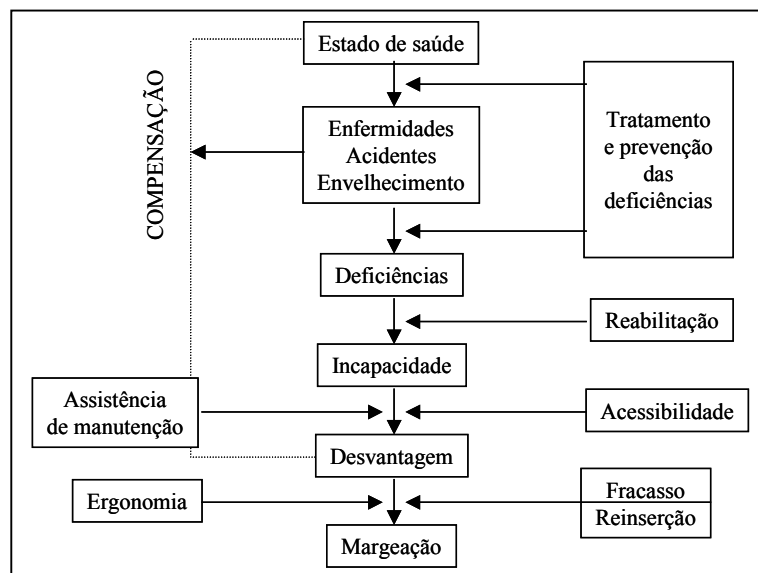 Estado de saúde
COMPENSAÇÃO
Enfermidades
Acidentes
Envelhecimento
Tratamento
e prevenção
das
deficiências
Deficiências
Reabilitação
Incapacidade
Assistência
de manutenção
Acessibilidade
Desvantagem
Ergonomia
Fracasso
Reinserção
Margeação